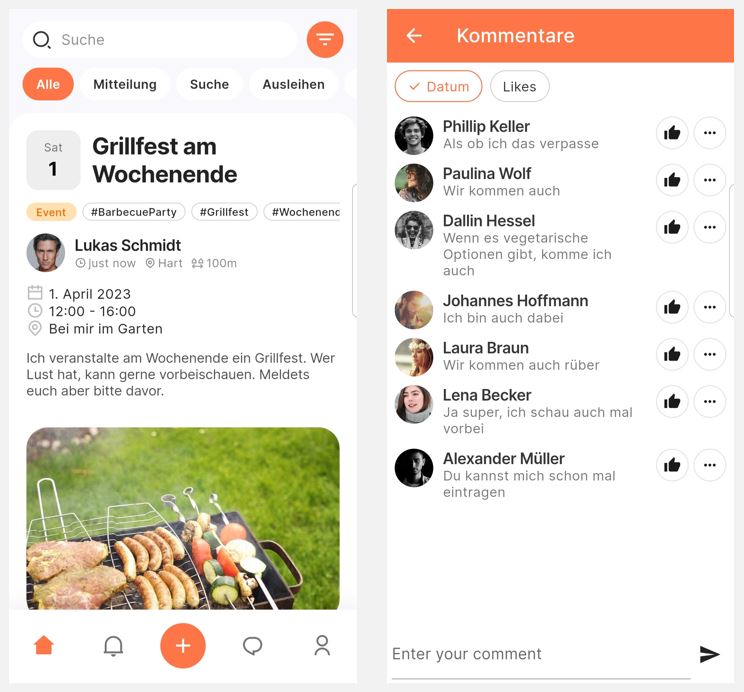 Suche
Alle
Mitteilung
Suche
Ausleihen
Sat
1
Grillfest am
Wochenende
Event
#BarbecueParty
#Grillfest
#Wochenend
Lukas Schmidt
just now
Hart
100m
1. April 2023
12:00 - 16:00
Bei mir im Garten
Ich veranstalte am Wochenende ein Grillfest. Wer
Lust hat, kann gerne vorbeischauen. Meldets
euch aber bitte davor.
Kommentare
Datum
Likes
Phillip Keller
Als ob ich das verpasse
Paulina Wolf
Wir kommen auch
Dallin Hessel
Wenn es vegetarische
Optionen gibt, komme ich
auch
Johannes Hoffmann
Ich bin auch dabei
Laura Braun
Wir kommen auch rüber
Lena Becker
Ja super, ich schau auch mal
vorbei
Alexander Müller
Du kannst mich schon mal
eintragen
Enter your comment